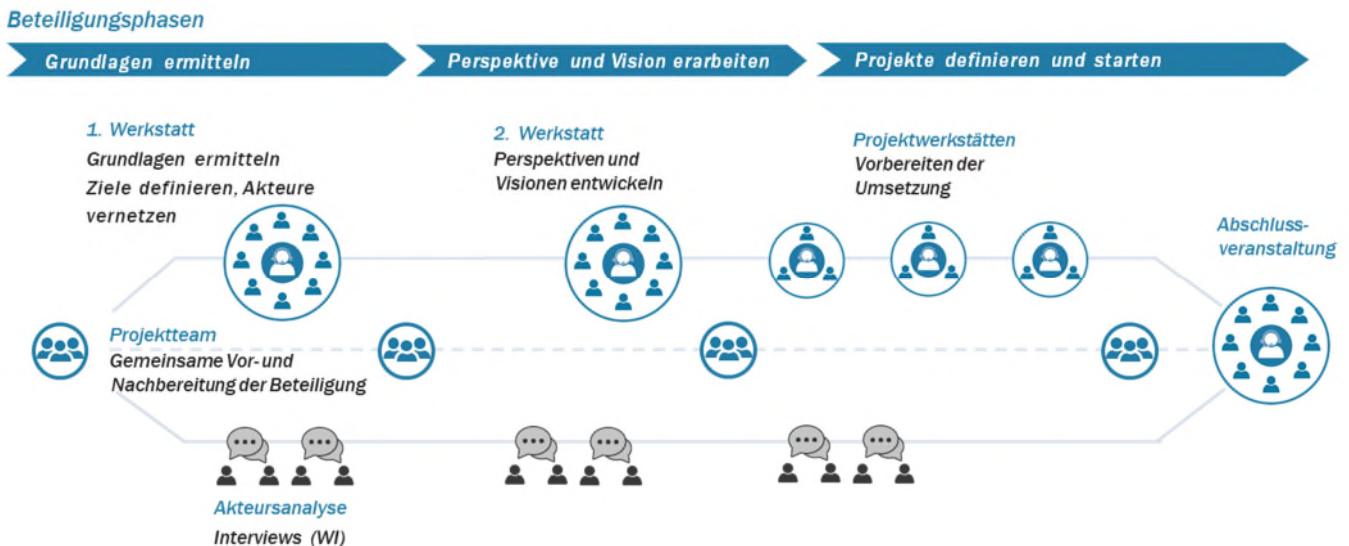 Beteiligungsphasen
Grundlagen ermitteln
Perspektive und Vision erarbeiten
Projekte definieren und starten
1. Werkstatt
Grundlagen ermitteln
Ziele definieren, Akteure
vernetzen
2. Werkstatt
Perspektiven und
Visionen entwickeln
Projektwerkstätten
Vorbereiten der
Umsetzung
Abschluss-
veranstaltung
Projektteam
Gemeinsame Vor- und
Nachbereitung der Beteiligung
Akteursanalyse
Interviews (WI)